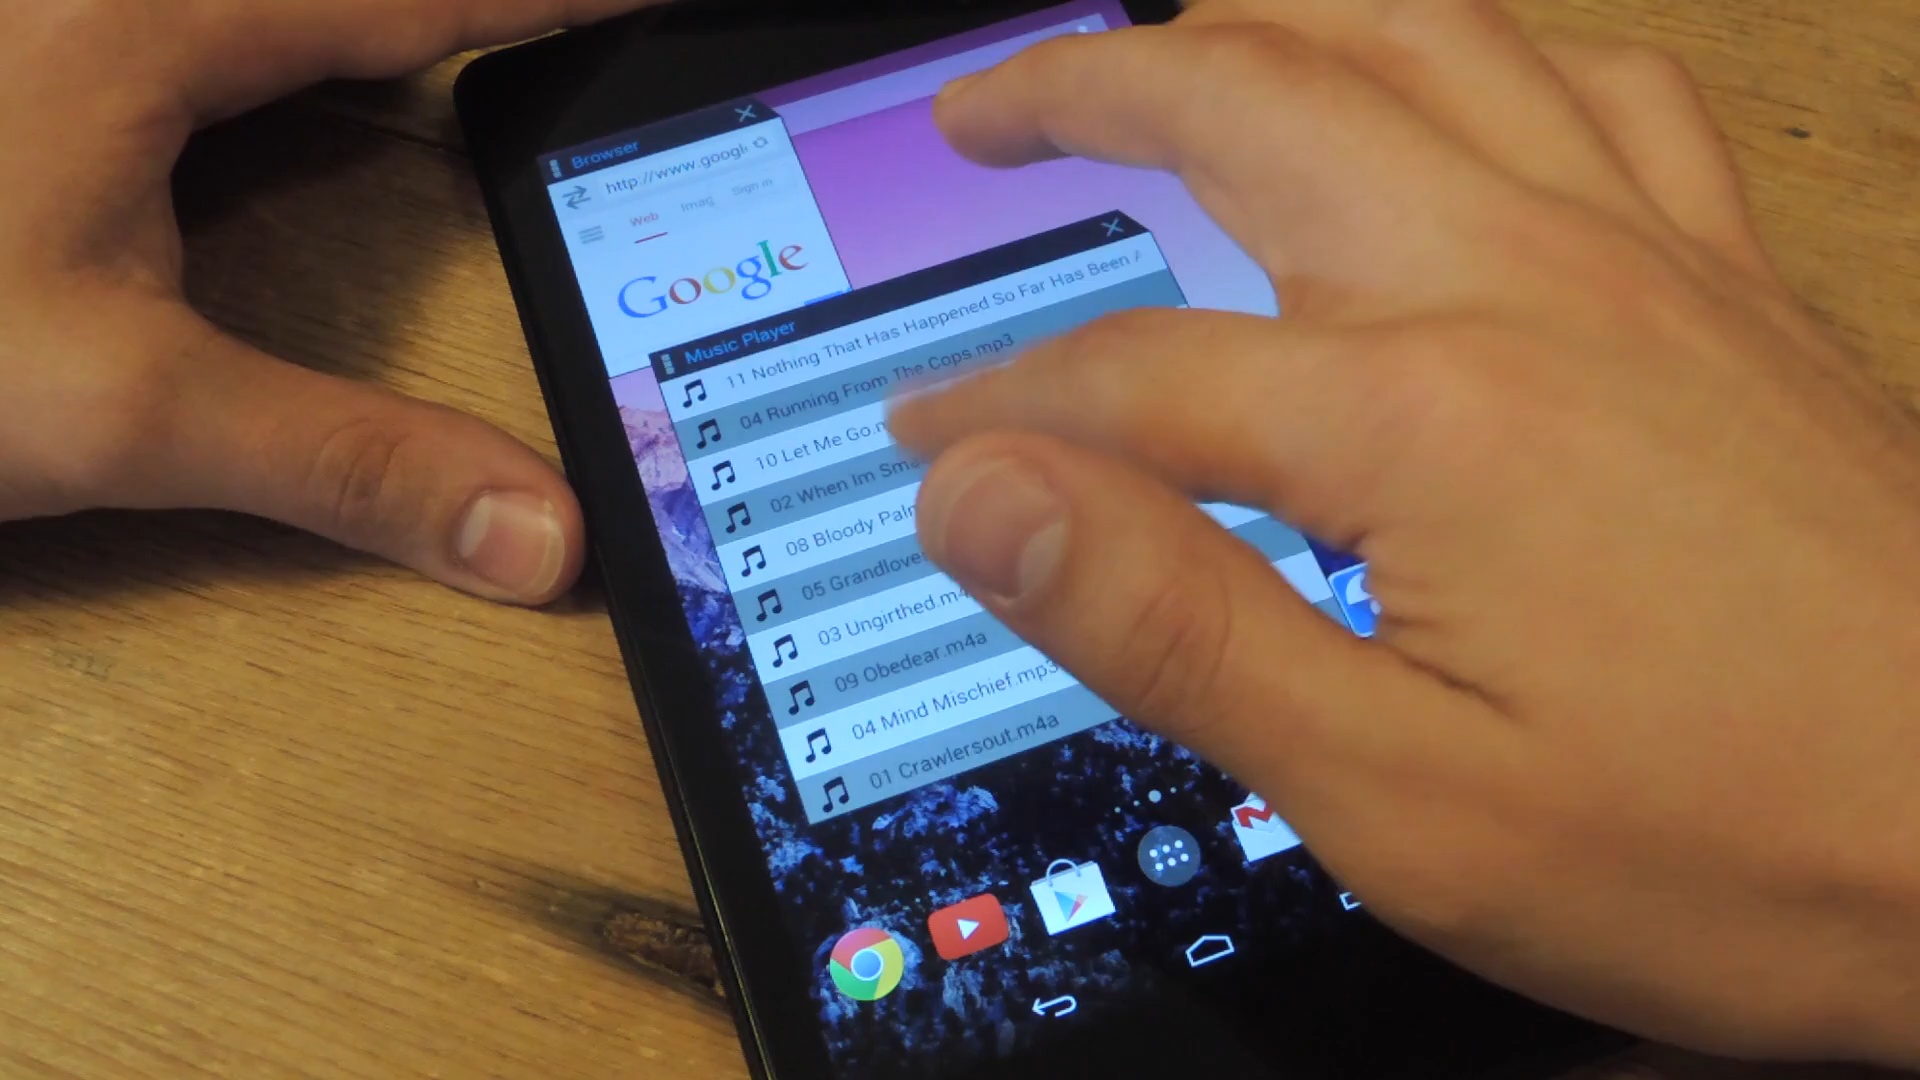 Browser
http://www.googl
Web Imag Sign in
Google
Music Player
11 Nothing That Has Happened So Far Has Been
04 Running From The Cops.mp3
10 Let Me Go.
02 When Im
08 Bloody
05 Grandlove
03 Ungirthed.m4
09 Obedear.m4a
04 Mind Mischief.mp3
01 Crawlersout.m4a